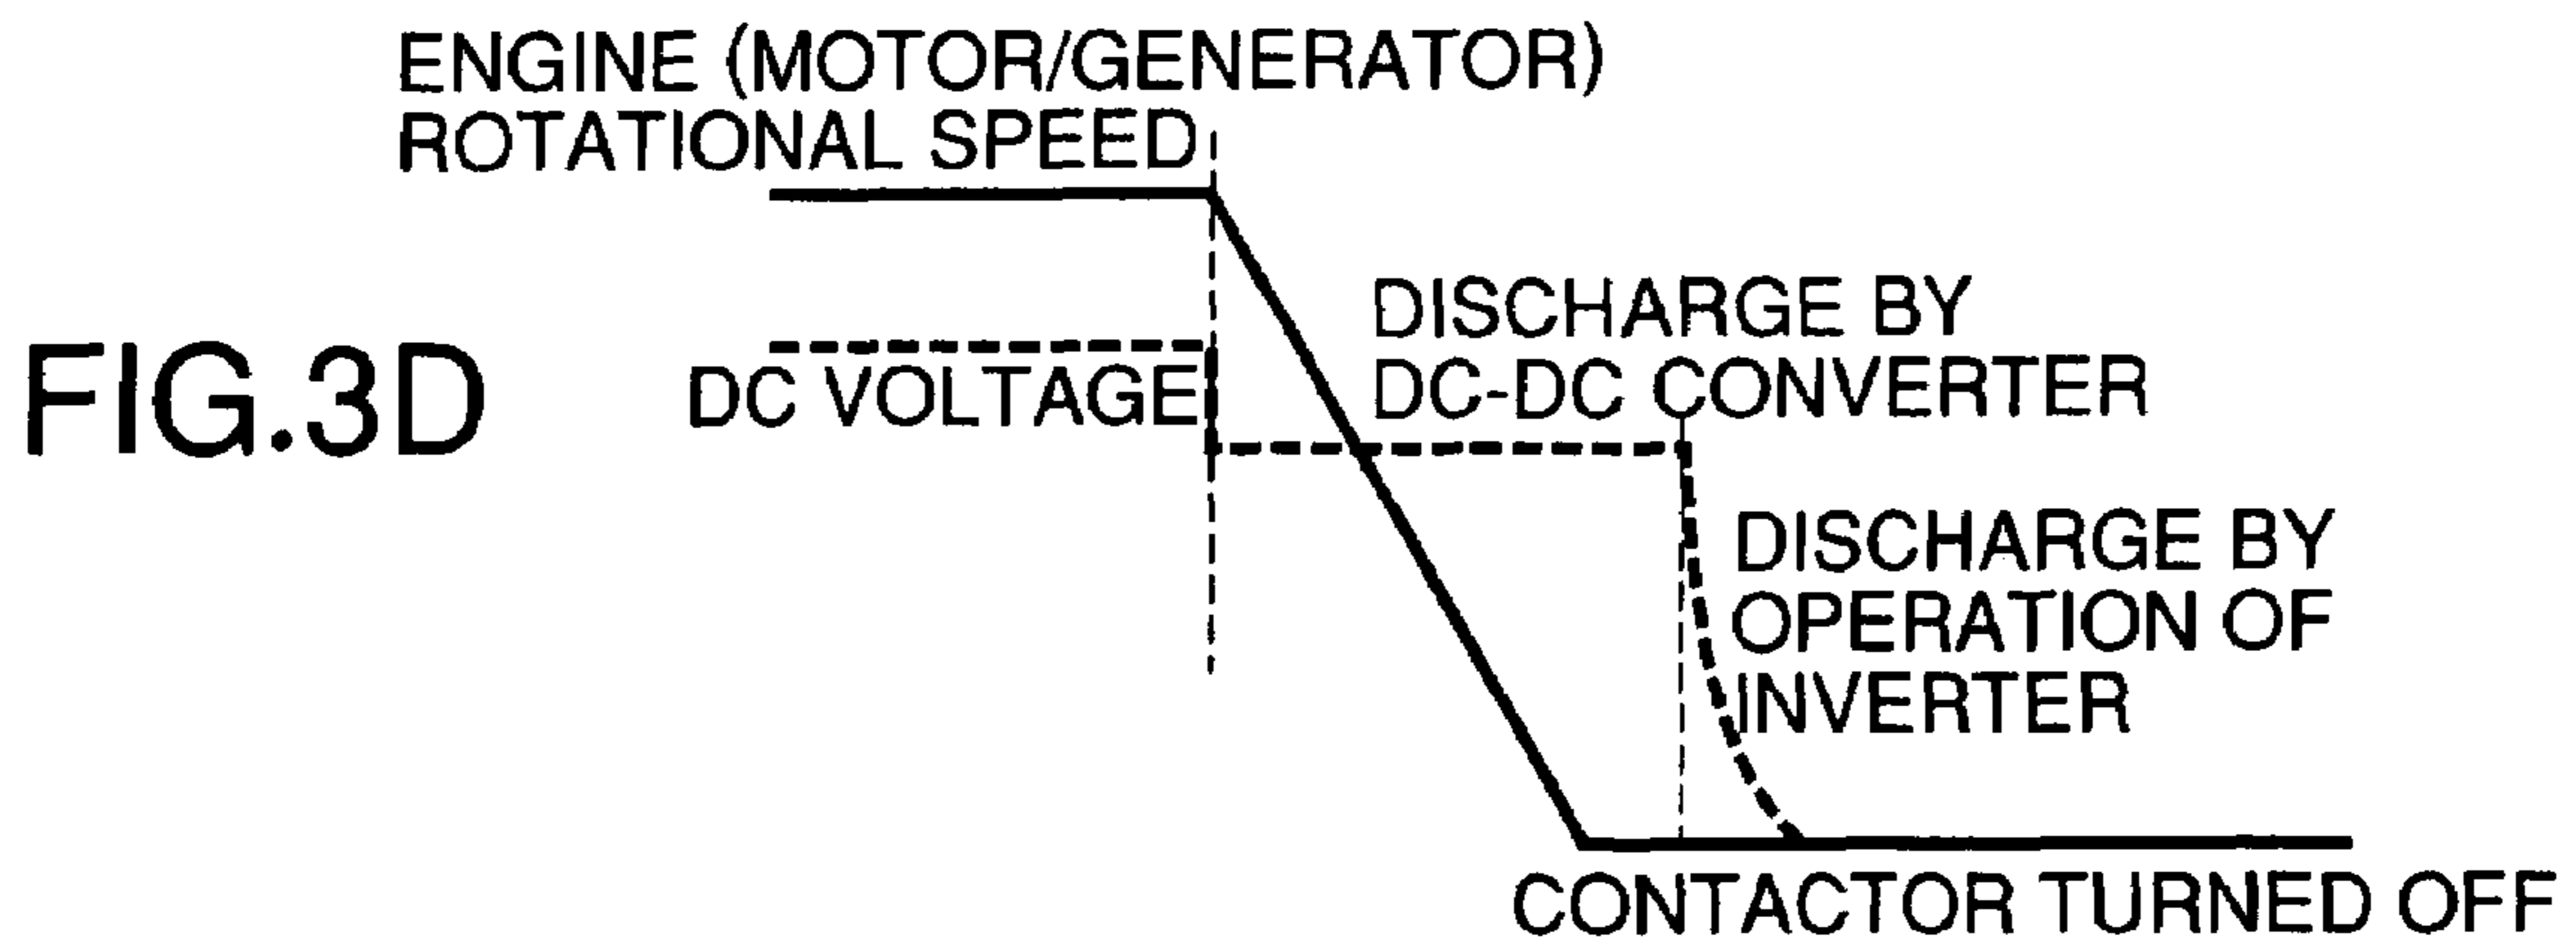 ENGINE (MOTOR/GENERATOR)
ROTATIONAL SPEED
DISCHARGE BY
DC-DC CONVERTER
FIG.3D
DC VOLTAGE
DISCHARGE BY
OPERATION OF
INVERTER
CONTACTOR TURNED OFF